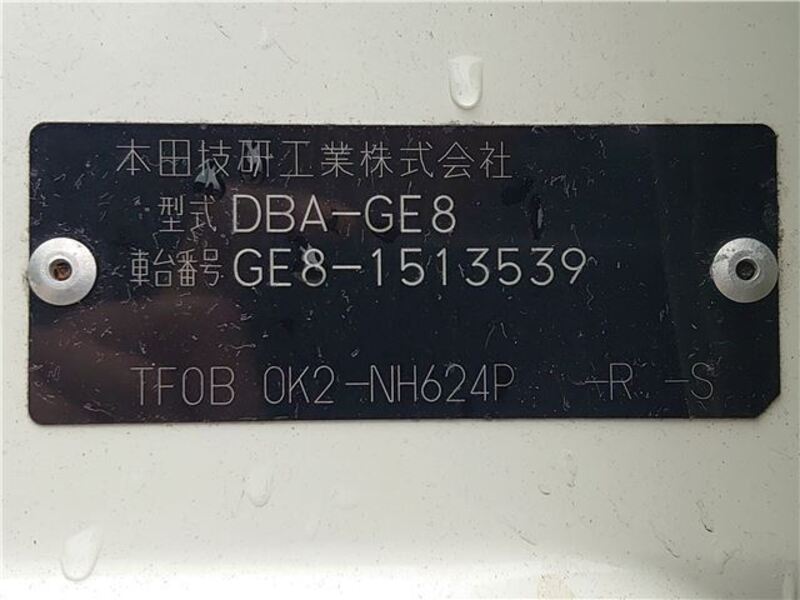 本田技研工業株式会社
型式 DBA-GE8
車台番号 GE8-1513539
TF0B 0K2-NH624P -R -S